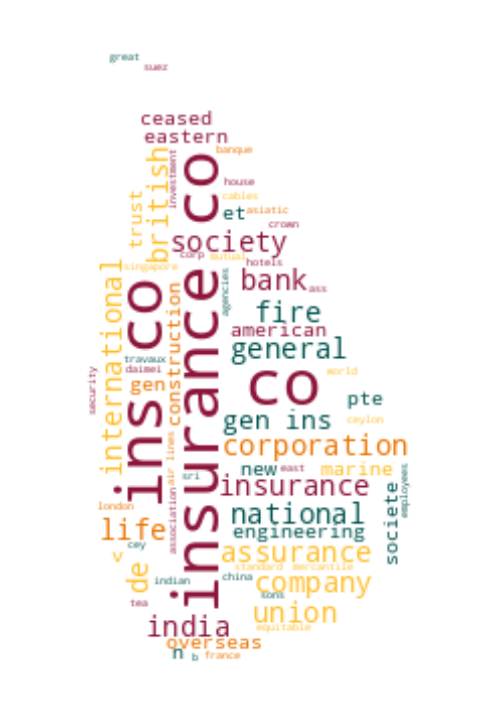 great
suez
ceased
eastern
banque
british
investment
insurance co
house
cables
trust
et
asiatic
crown
society
corp
mutual
hotels
singapore
international
bank
ass
agencies
ins co
construction
fire
american
general
travaux
daimei
gen
co
world
security
pte
gen ins
ceylon
corporation
air lines
new
east
marine
sri
insurance
employees
association
london
national
societe
life
engineering
cey
v
assurance
de
standard
mercantile
indian
china
company
sons
tea
union
india
equitable
overseas
n
b
france